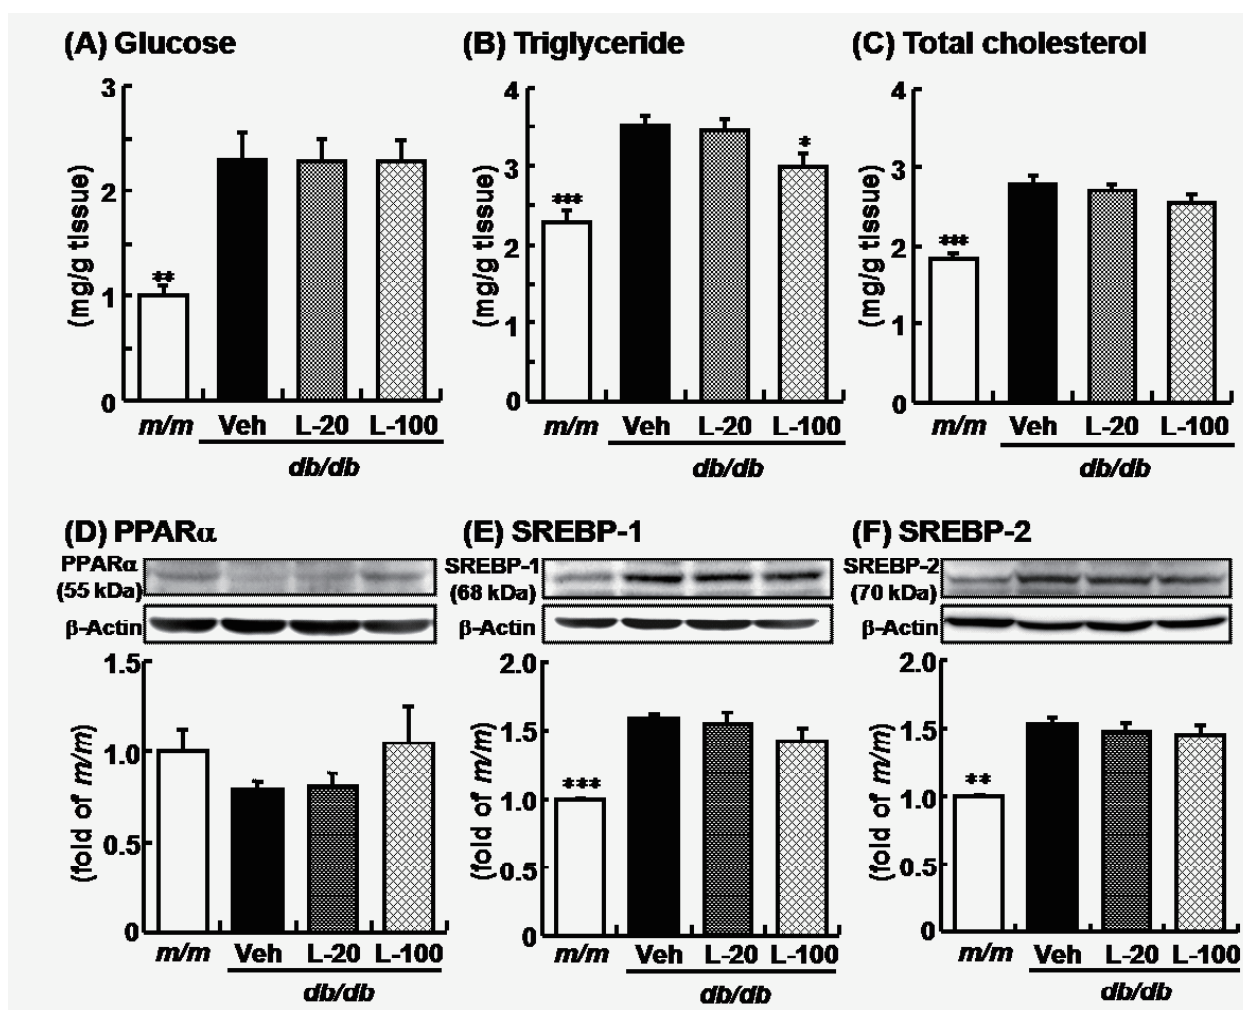 (A) Glucose
(B) Triglyceride
(C) Total cholesterol
3
2
1
0
(mg/g tissue)
**
m/m
Veh
L-20
L-100
db/db
4
3
2
1
0
(mg/g tissue)
***
*
m/m
Veh
L-20
L-100
db/db
4
3
2
1
0
(mg/g tissue)
***
m/m
Veh
L-20
L-100
db/db
(D) PPARα
PPARα
(55 kDa)
β-Actin
1.5
1.0
0.5
0
(fold of m/m)
m/m
Veh
L-20
L-100
db/db
(E) SREBP-1
SREBP-1
(68 kDa)
β-Actin
2.0
1.5
1.0
0.5
0
(fold of m/m)
***
m/m
Veh
L-20
L-100
db/db
(F) SREBP-2
SREBP-2
(70 kDa)
β-Actin
2.0
1.5
1.0
0.5
0
(fold of m/m)
**
m/m
Veh
L-20
L-100
db/db